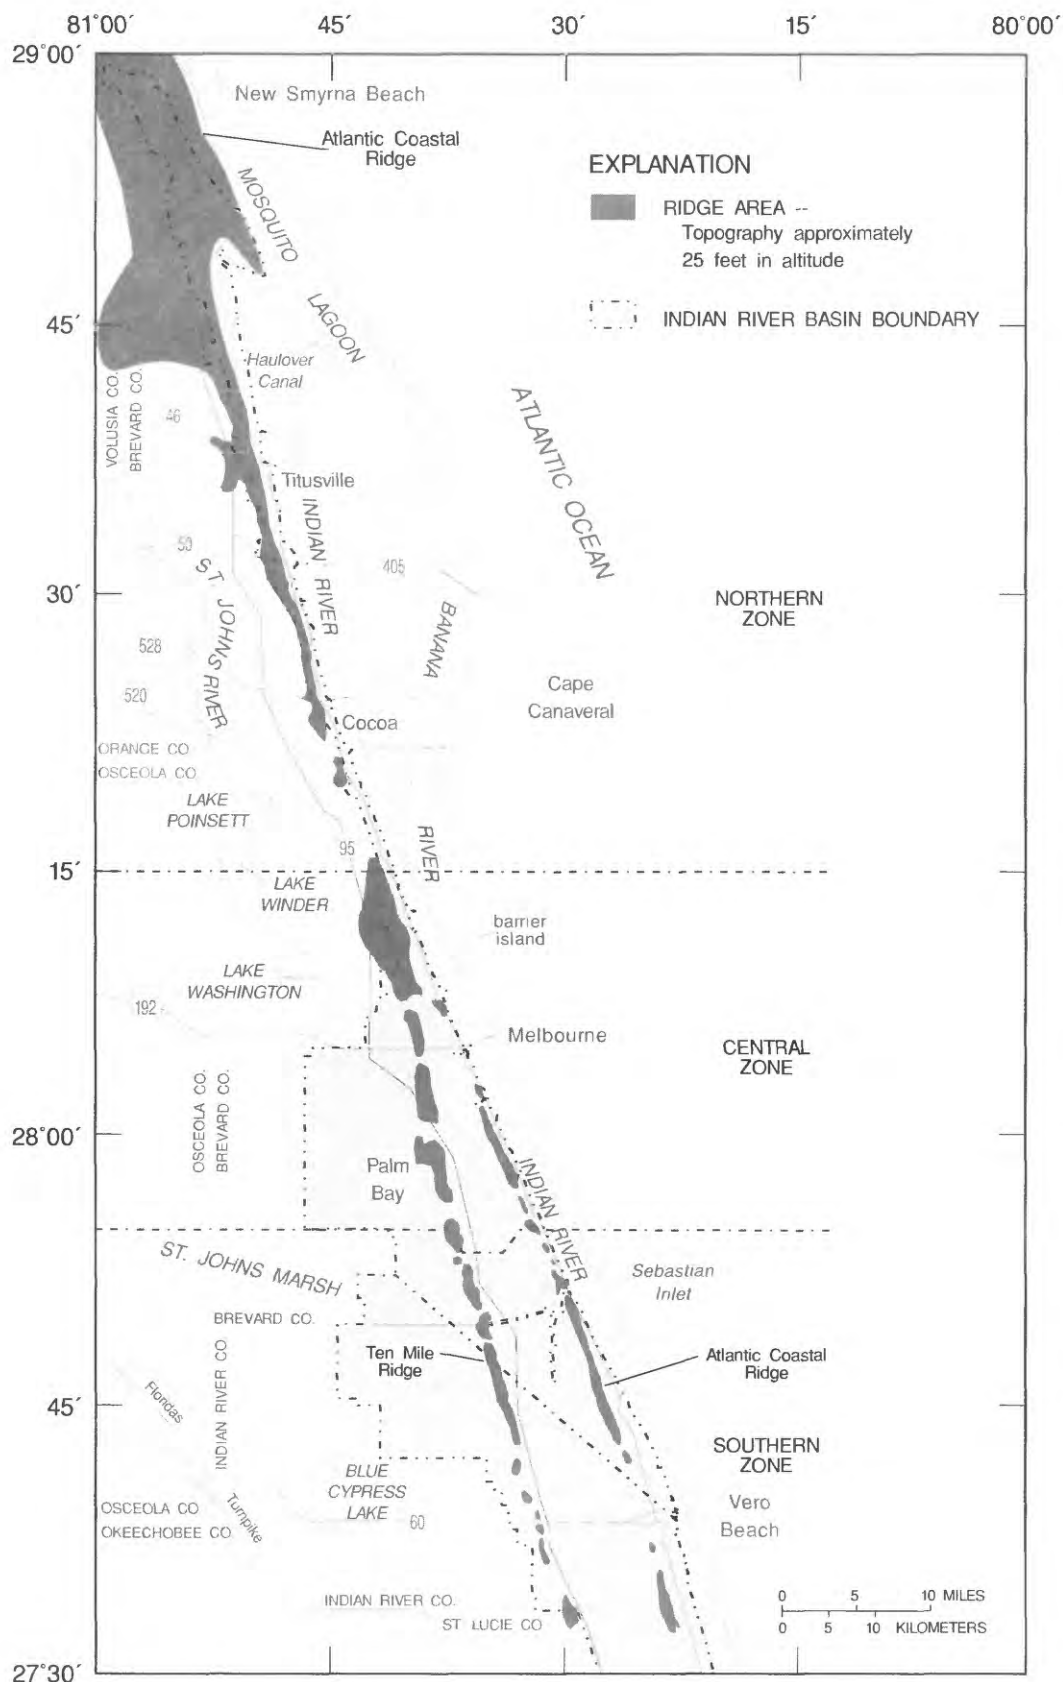 81°00′ 45′ 30′ 15′ 80°00′
29°00′
New Smyrna Beach
Atlantic Coastal
Ridge
MOSQUITO
LAGOON
EXPLANATION
RIDGE AREA --
Topography approximately
25 feet in altitude
INDIAN RIVER BASIN BOUNDARY
45′
Haulover
Canal
VOLUSIA CO.
BREVARD CO.
46
ATLANTIC OCEAN
Titusville
INDIAN RIVER
50
405
ST. JOHNS RIVER
30′
NORTHERN
ZONE
BANANA
528
520
Cape
Canaveral
Cocoa
ORANGE CO.
OSCEOLA CO.
LAKE
POINSETT
RIVER
95
15′
LAKE
WINDER
barrier
island
LAKE
WASHINGTON
192
Melbourne
CENTRAL
ZONE
OSCEOLA CO.
BREVARD CO.
28°00′
Palm
Bay
INDIAN RIVER
ST. JOHNS MARSH
Sebastian
Inlet
BREVARD CO.
INDIAN RIVER CO.
Ten Mile
Ridge
Atlantic Coastal
Ridge
Floridas
45′
SOUTHERN
ZONE
BLUE
CYPRESS
LAKE
Turnpike
OSCEOLA CO.
OKEECHOBEE CO.
60
Vero
Beach
INDIAN RIVER CO.
ST LUCIE CO
0 5 10 MILES
0 5 10 KILOMETERS
27°30′